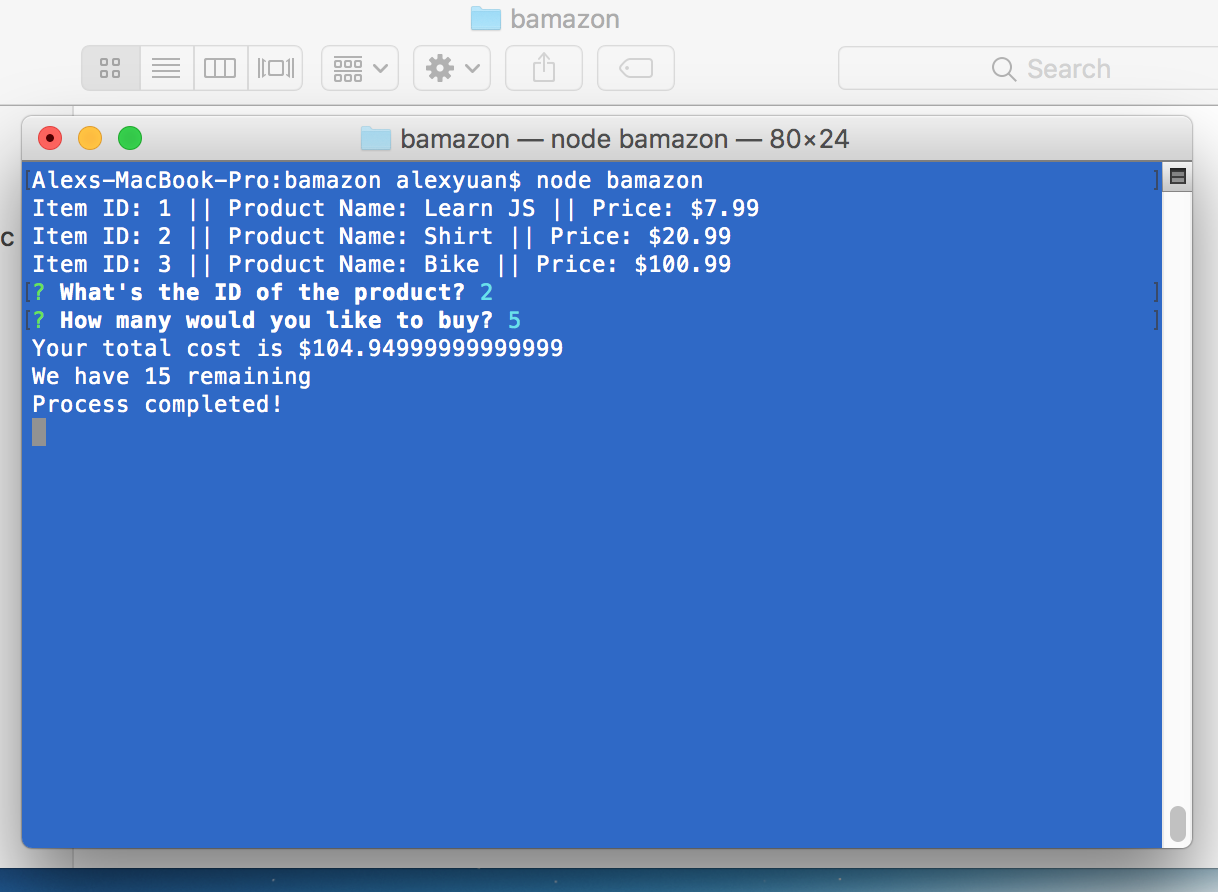 bamazon
Search
bamazon — node bamazon — 80×24
c
[Alexs-MacBook-Pro:bamazon alexyuan$ node bamazon ]
Item ID: 1 || Product Name: Learn JS || Price: $7.99
Item ID: 2 || Product Name: Shirt || Price: $20.99
Item ID: 3 || Product Name: Bike || Price: $100.99
[? What's the ID of the product? 2 ]
[? How many would you like to buy? 5 ]
Your total cost is $104.94999999999999
We have 15 remaining
Process completed!